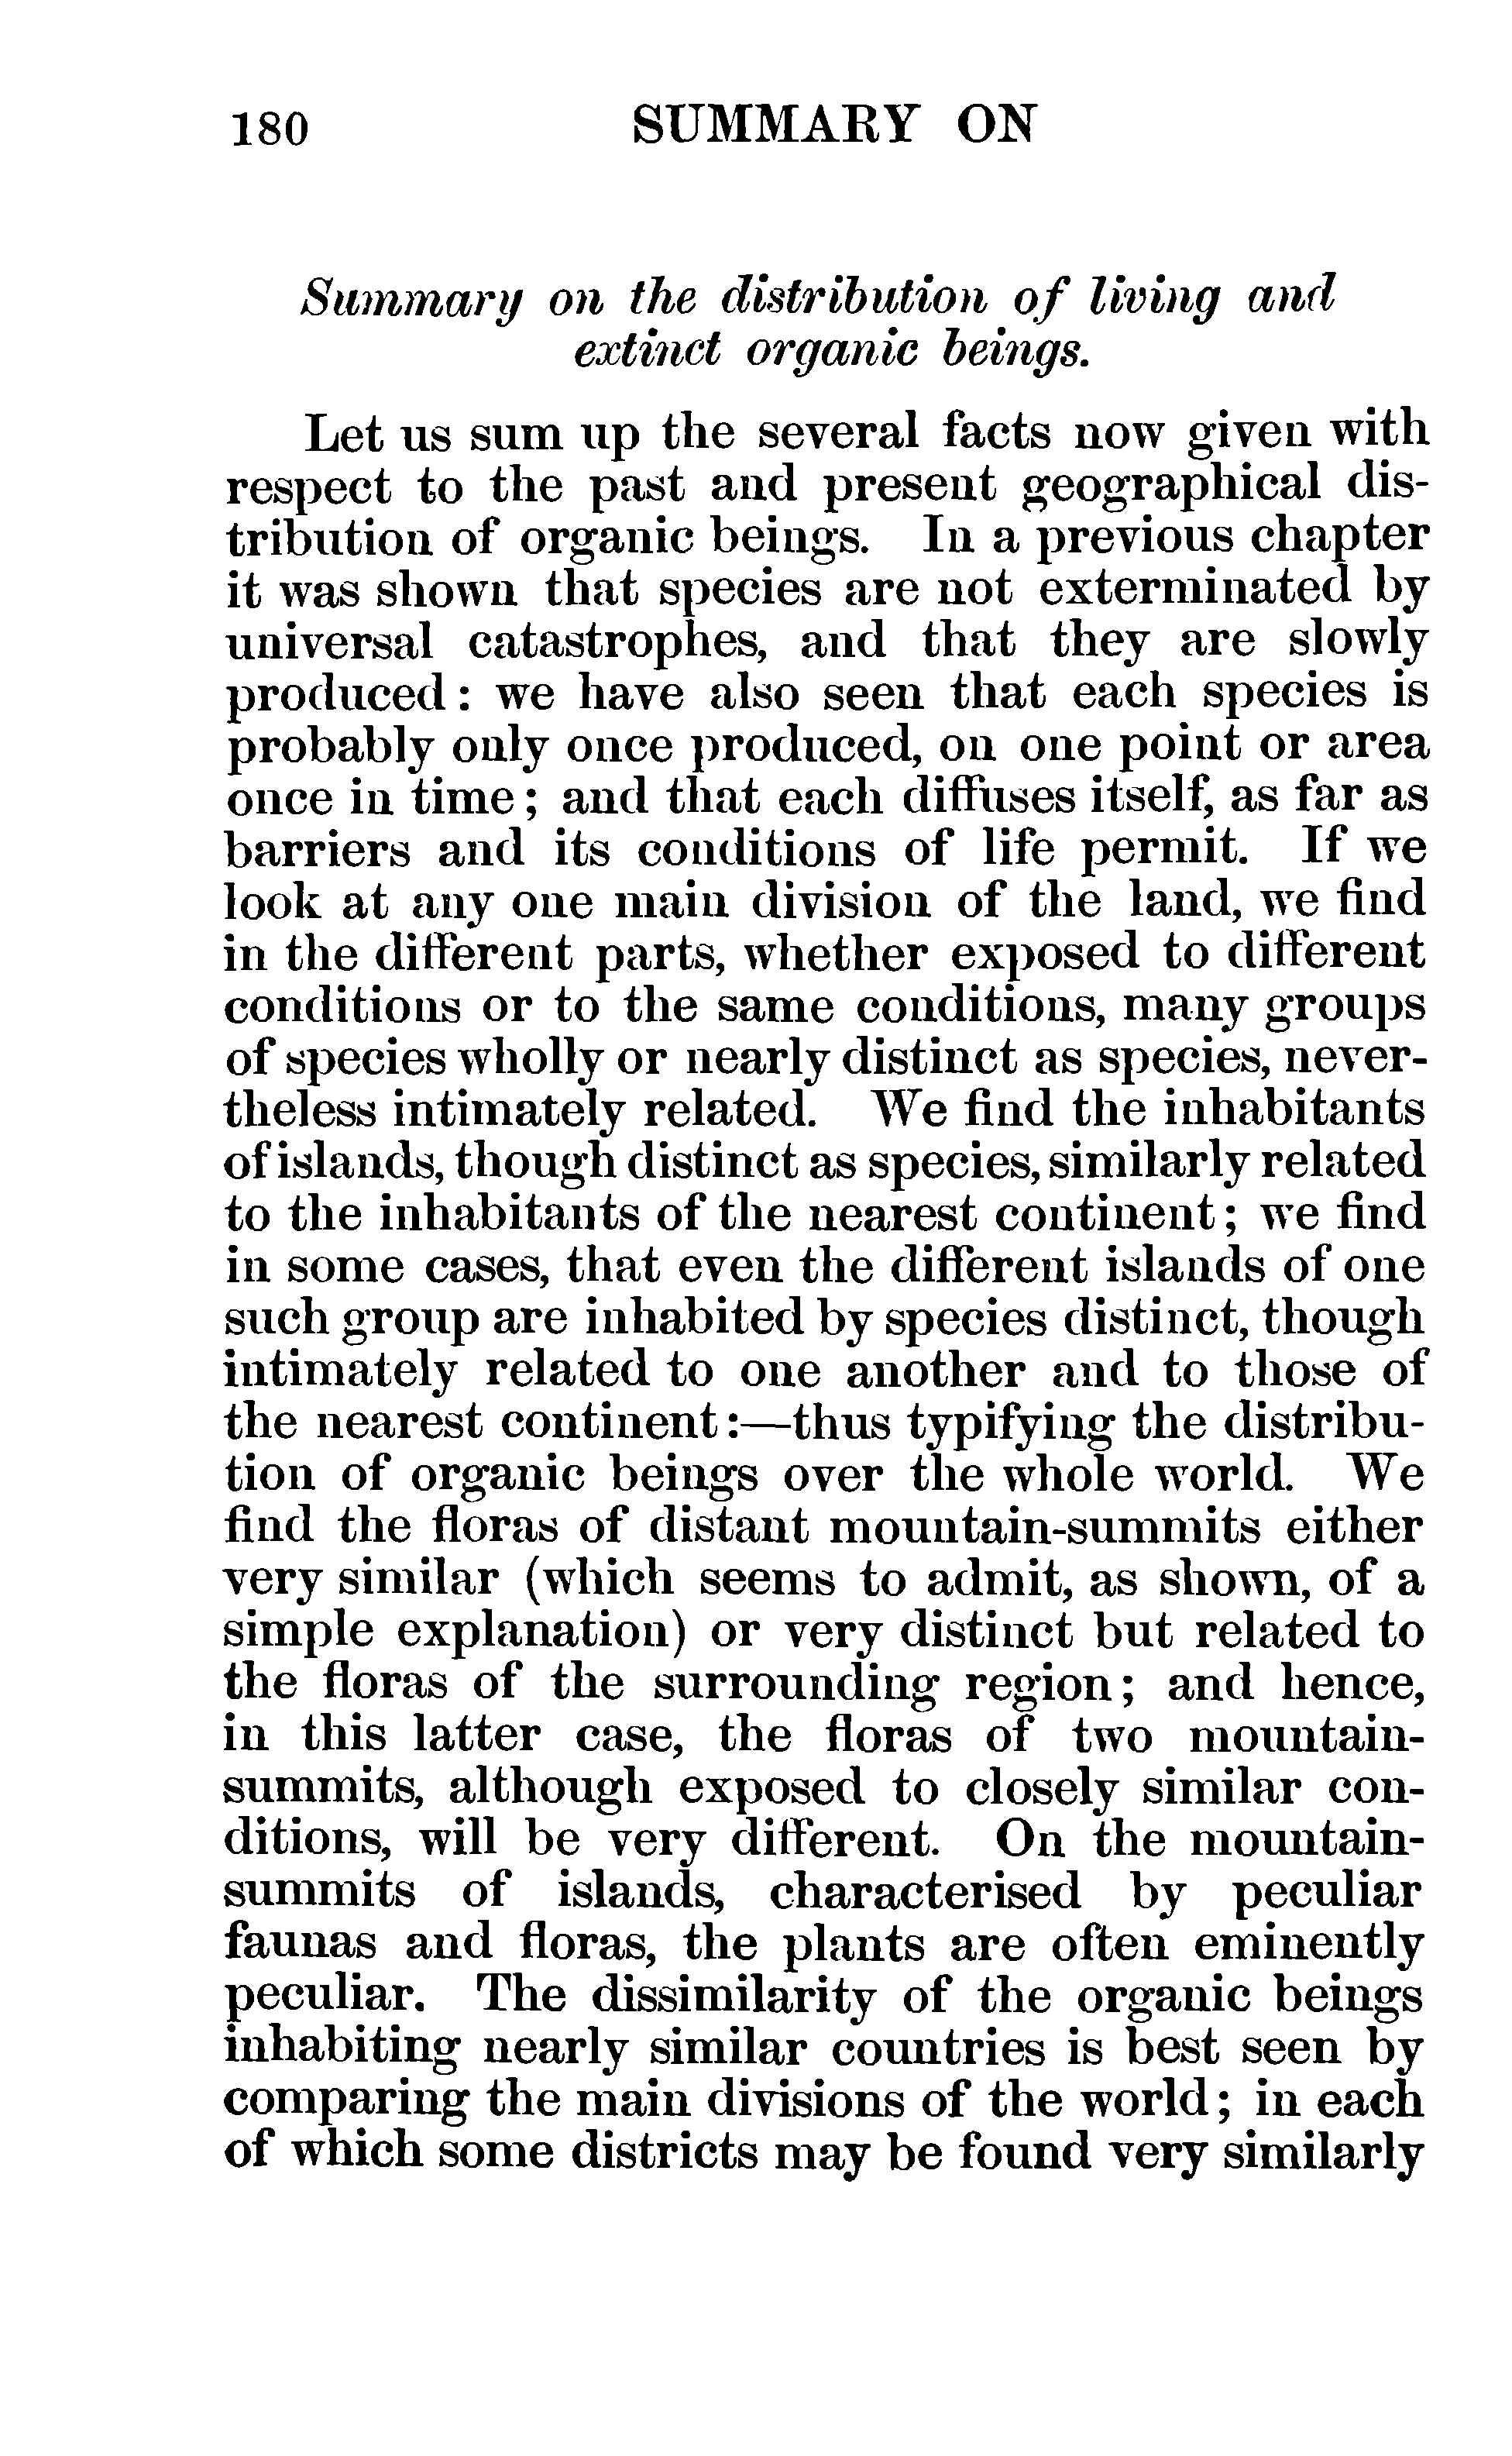 180 SUMMARY ON
Summary on the distribution of living and
extinct organic beings.
Let us sum up the several facts now given with
respect to the past and present geographical dis-
tribution of organic beings. In a previous chapter
it was shown that species are not exterminated by
universal catastrophes, and that they are slowly
produced: we have also seen that each species is
probably only once produced, on one point or area
once in time; and that each diffuses itself, as far as
barriers and its conditions of life permit. If we
look at any one main division of the land, we find
in the different parts, whether exposed to different
conditions or to the same conditions, many groups
of species wholly or nearly distinct as species, never-
theless intimately related. We find the inhabitants
of islands, though distinct as species, similarly related
to the inhabitants of the nearest continent; we find
in some cases, that even the different islands of one
such group are inhabited by species distinct, though
intimately related to one another and to those of
the nearest continent:—thus typifying the distribu-
tion of organic beings over the whole world. We
find the floras of distant mountain-summits either
very similar (which seems to admit, as shown, of a
simple explanation) or very distinct but related to
the floras of the surrounding region; and hence,
in this latter case, the floras of two mountain-
summits, although exposed to closely similar con-
ditions, will be very different. On the mountain-
summits of islands, characterised by peculiar
faunas and floras, the plants are often eminently
peculiar. The dissimilarity of the organic beings
inhabiting nearly similar countries is best seen by
comparing the main divisions of the world; in each
of which some districts may be found very similarly